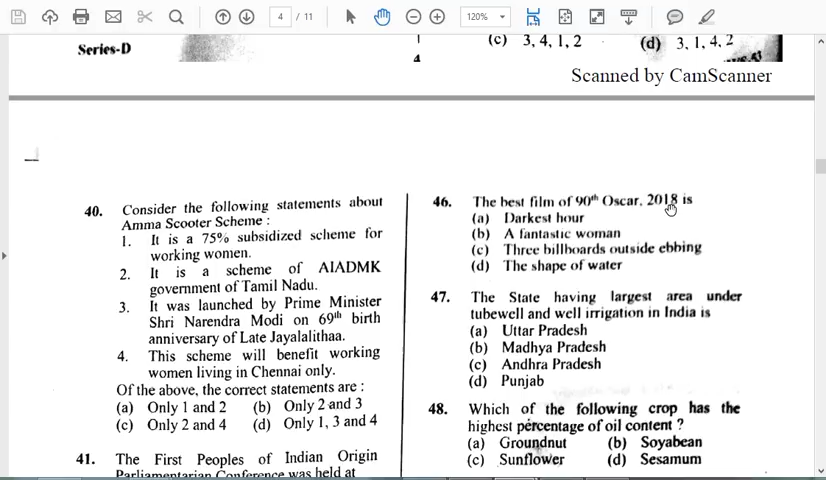 4 / 11
120%
Series-D
4
(c) 3, 4, 1, 2 (d) 3, 1, 4, 2
Scanned by CamScanner
40. Consider the following statements about
Amma Scooter Scheme :
1. It is a 75% subsidized scheme for
working women.
2. It is a scheme of AIADMK
government of Tamil Nadu.
3. It was launched by Prime Minister
Shri Narendra Modi on 69th birth
anniversary of Late Jayalalithaa.
4. This scheme will benefit working
women living in Chennai only.
Of the above, the correct statements are :
(a) Only 1 and 2 (b) Only 2 and 3
(c) Only 2 and 4 (d) Only 1, 3 and 4
41. The First Peoples of Indian Origin
Parliamentarian Conference was held at
46. The best film of 90th Oscar, 2018 is
(a) Darkest hour
(b) A fantastic woman
(c) Three billboards outside ebbing
(d) The shape of water
47. The State having largest area under
tubewell and well irrigation in India is
(a) Uttar Pradesh
(b) Madhya Pradesh
(c) Andhra Pradesh
(d) Punjab
48. Which of the following crop has the
highest percentage of oil content ?
(a) Groundnut (b) Soyabean
(c) Sunflower (d) Sesamum